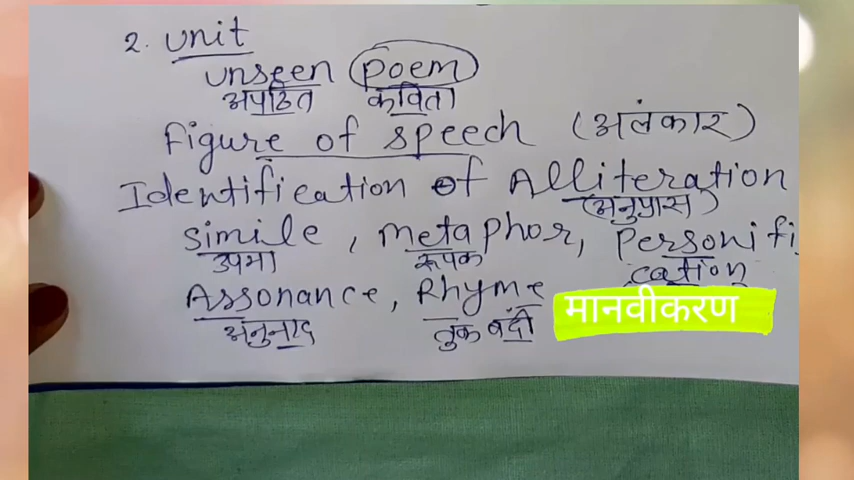 2. unit
unseen poem
अपठित कविता
Figure of speech (अलंकार)
Identification of Alliteration
(अनुप्रास)
simile, metaphor, Personifi
उपमा रूपक cation
Assonance, Rhyme
अनुनाद तुक बंदी मानवीकरण